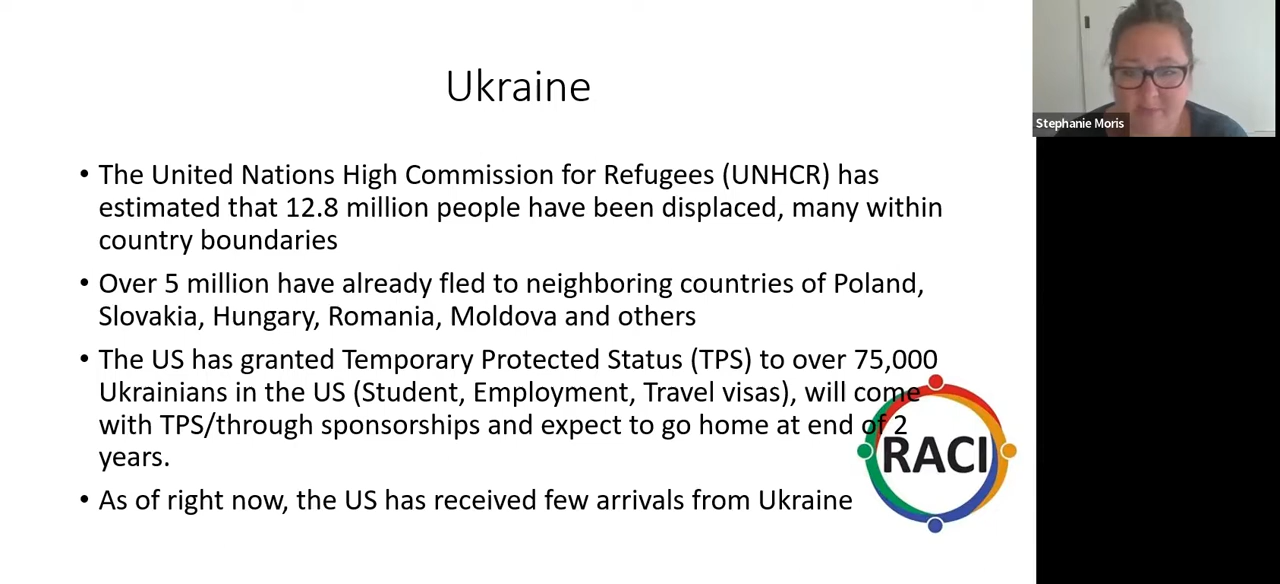 Ukraine
Stephanie Moris
• The United Nations High Commission for Refugees (UNHCR) has
estimated that 12.8 million people have been displaced, many within
country boundaries
• Over 5 million have already fled to neighboring countries of Poland,
Slovakia, Hungary, Romania, Moldova and others
• The US has granted Temporary Protected Status (TPS) to over 75,000
Ukrainians in the US (Student, Employment, Travel visas), will come
with TPS/through sponsorships and expect to go home at end of 2
years.
RACI
• As of right now, the US has received few arrivals from Ukraine